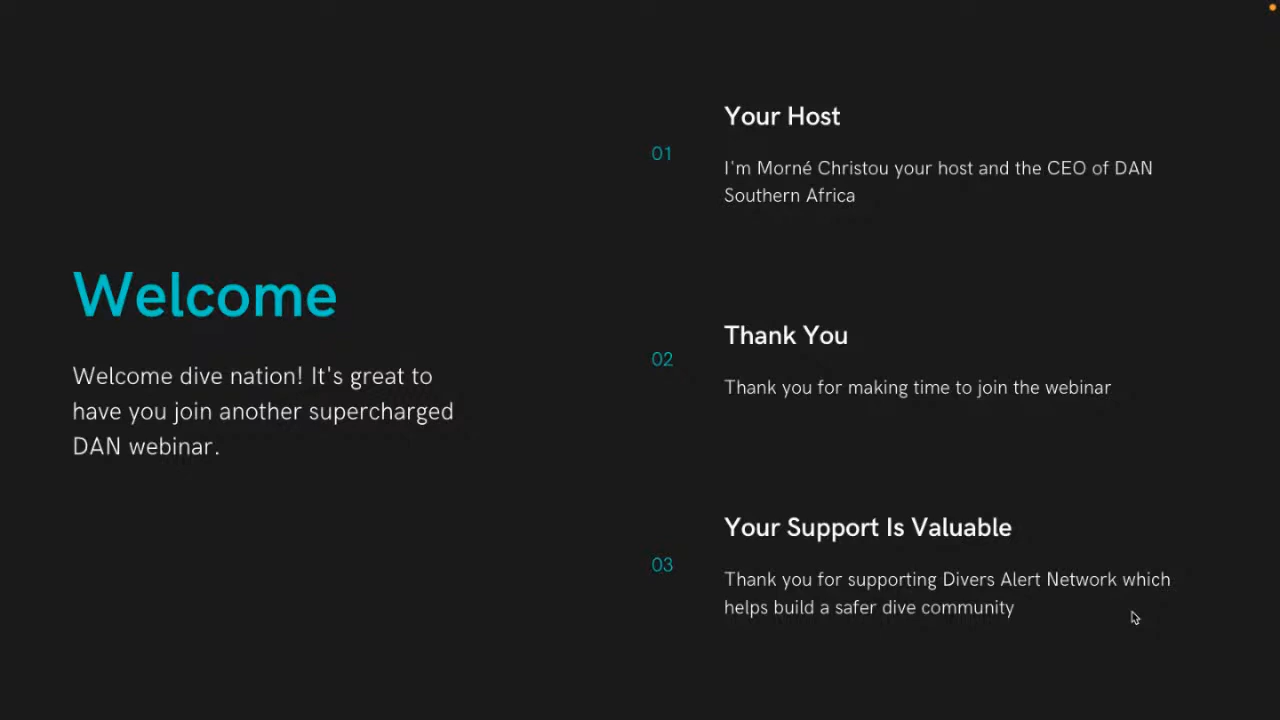 Welcome
Welcome dive nation! It's great to
have you join another supercharged
DAN webinar.
01
Your Host
I'm Morné Christou your host and the CEO of DAN
Southern Africa
02
Thank You
Thank you for making time to join the webinar
03
Your Support Is Valuable
Thank you for supporting Divers Alert Network which
helps build a safer dive community